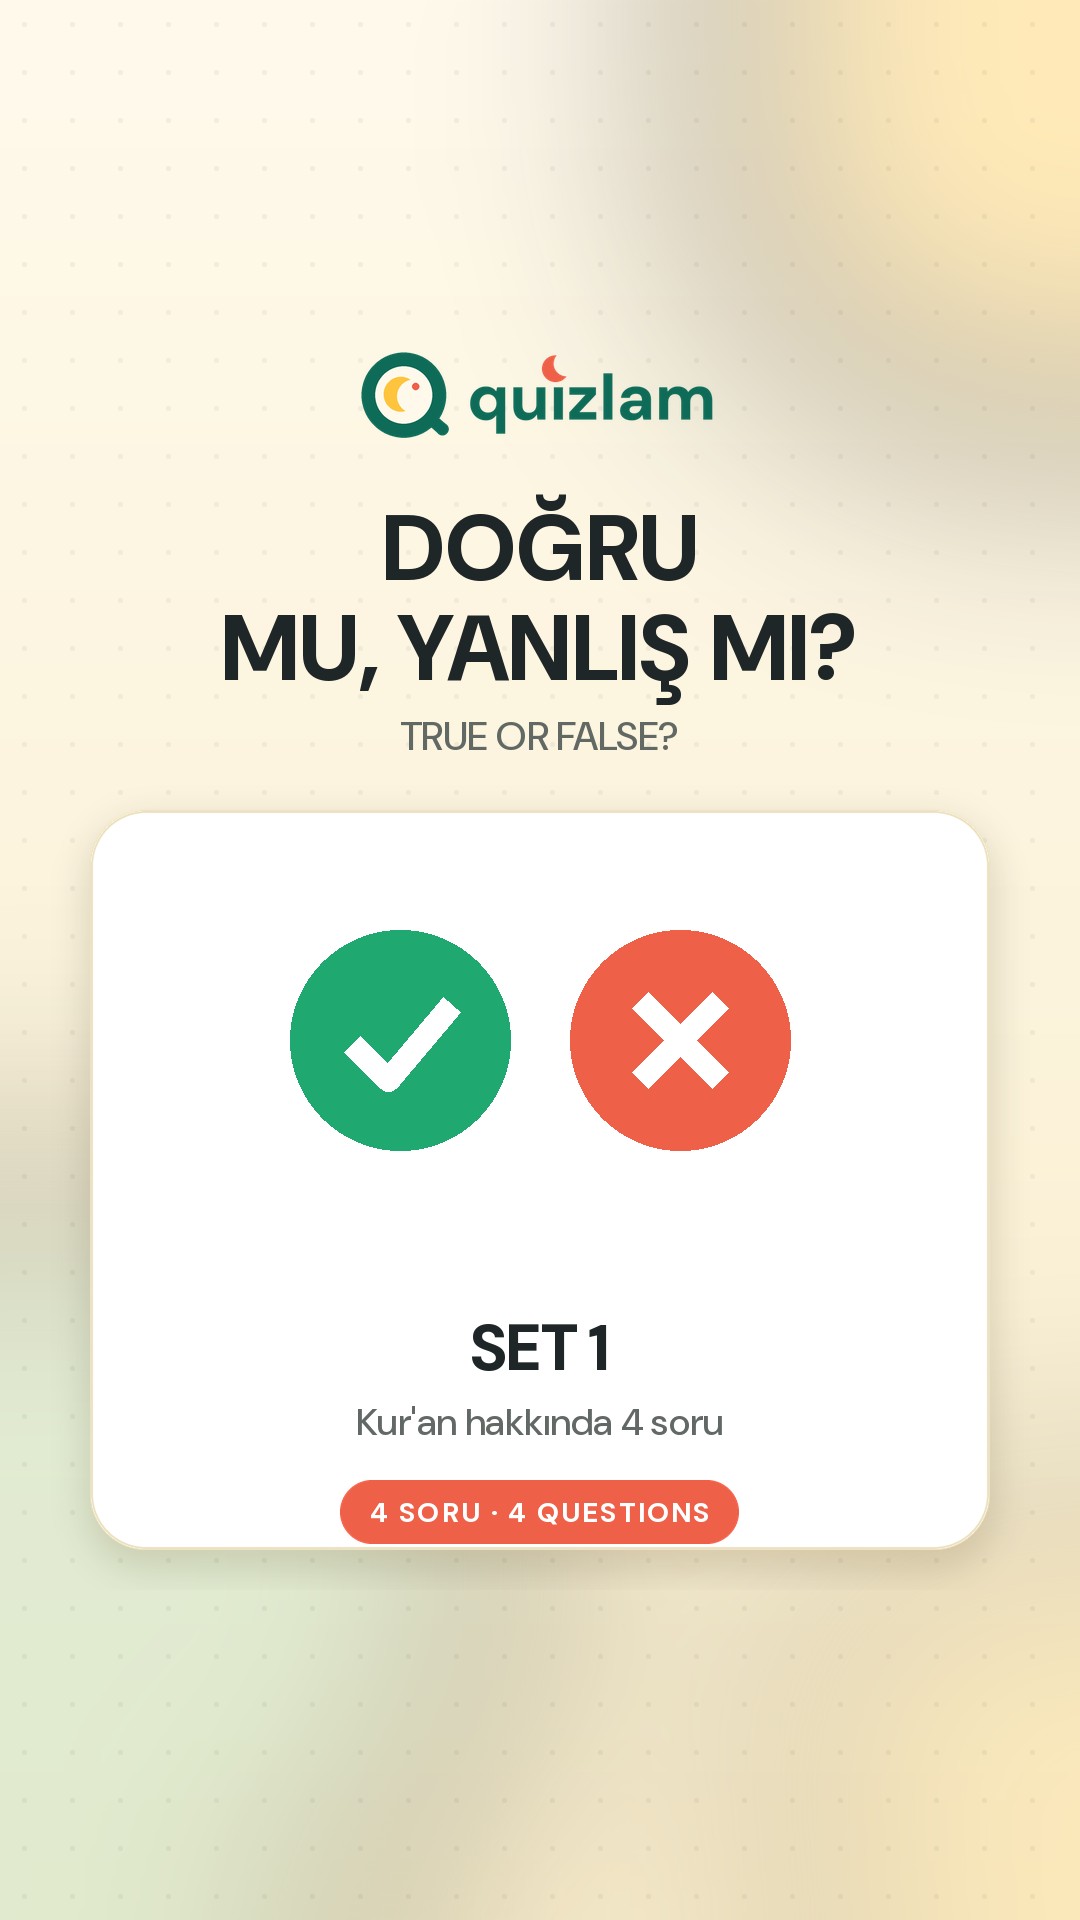 quizlam
DOĞRU
MU, YANLIŞ MI?
TRUE OR FALSE?
SET 1
Kur'an hakkında 4 soru
4 SORU · 4 QUESTIONS